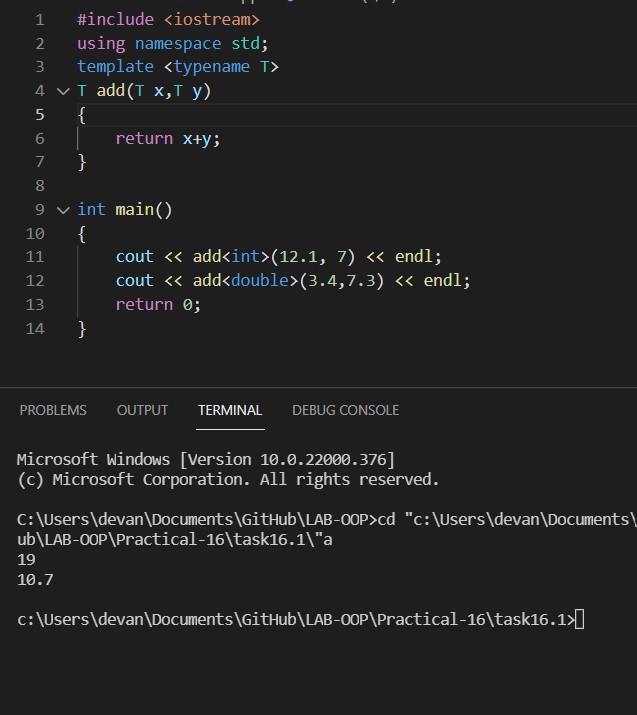 1 #include <iostream>
2 using namespace std;
3 template <typename T>
4 T add(T x,T y)
5 {
6     return x+y;
7 }
8
9 int main()
10 {
11     cout << add<int>(12.1, 7) << endl;
12     cout << add<double>(3.4,7.3) << endl;
13     return 0;
14 }
PROBLEMS OUTPUT TERMINAL DEBUG CONSOLE
Microsoft Windows [Version 10.0.22000.376]
(c) Microsoft Corporation. All rights reserved.
C:\Users\devan\Documents\GitHub\LAB-OOP>cd "c:\Users\devan\Documents\
ub\LAB-OOP\Practical-16\task16.1\"a
19
10.7
c:\Users\devan\Documents\GitHub\LAB-OOP\Practical-16\task16.1>